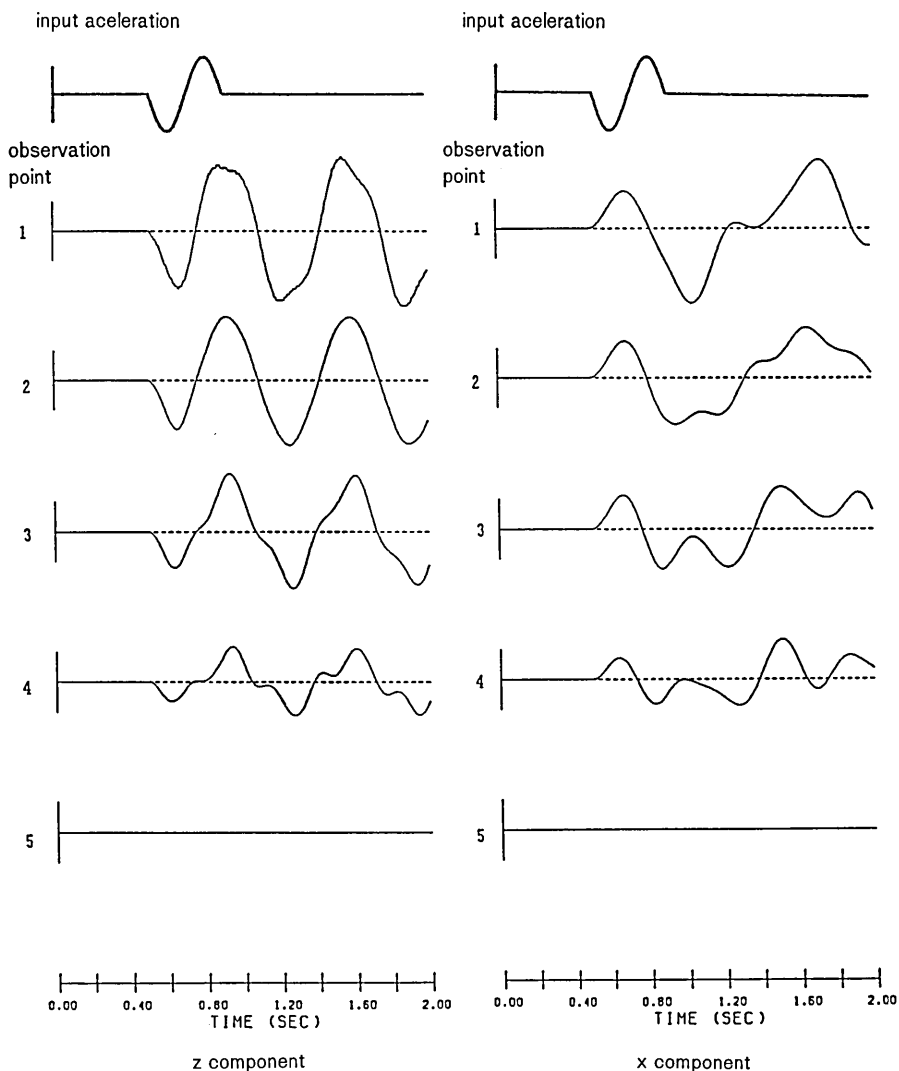 input aceleration
observation
point
1
2
3
4
5
0.00 0.40 0.80 1.20 1.60 2.00
TIME (SEC)
z component
input aceleration
observation
point
1
2
3
4
5
0.00 0.40 0.80 1.20 1.60 2.00
TIME (SEC)
x component